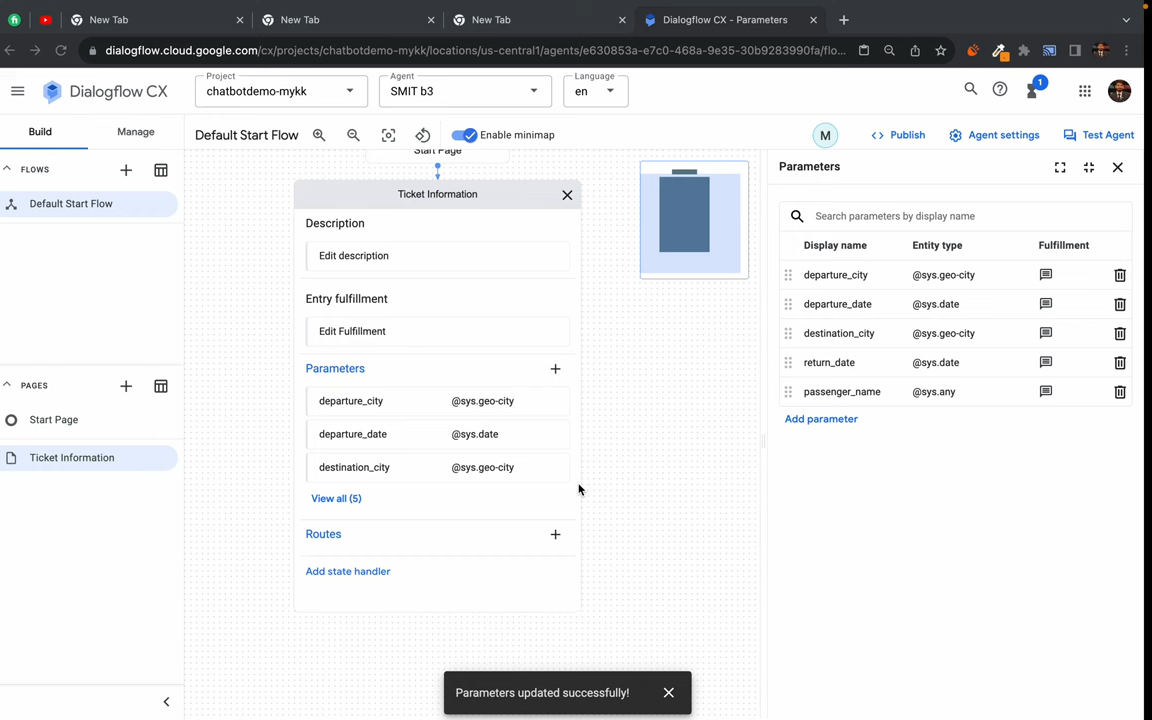 New Tab
New Tab
New Tab
Dialogflow CX - Parameters
dialogflow.cloud.google.com/cx/projects/chatbotdemo-mykk/locations/us-central1/agents/e630853a-e7c0-468a-9e35-30b9283990fa/flo...
Dialogflow CX
Project
chatbotdemo-mykk
Agent
SMIT b3
Language
en
1
Build
Manage
Default Start Flow
Enable minimap
M
Publish
Agent settings
Test Agent
FLOWS
Default Start Flow
PAGES
Start Page
Ticket Information
Start Page
Ticket Information
Description
Edit description
Entry fulfillment
Edit Fulfillment
Parameters
departure_city @sys.geo-city
departure_date @sys.date
destination_city @sys.geo-city
View all (5)
Routes
Add state handler
Parameters
Search parameters by display name
Display name Entity type Fulfillment
departure_city @sys.geo-city
departure_date @sys.date
destination_city @sys.geo-city
return_date @sys.date
passenger_name @sys.any
Add parameter
Parameters updated successfully!